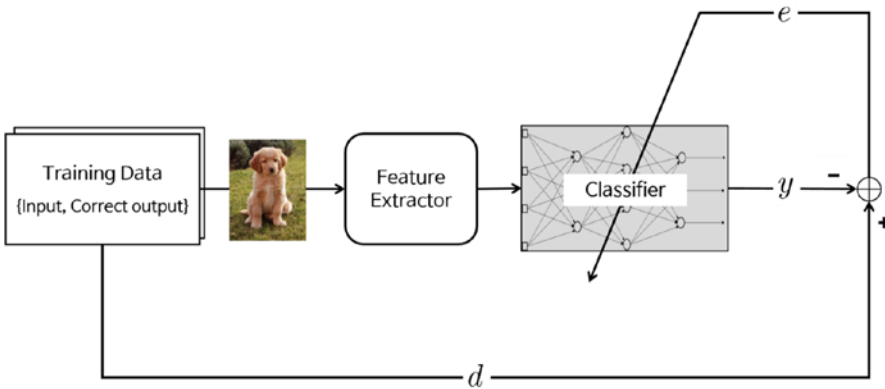 e
Training Data
{Input, Correct output}
Feature
Extractor
Classifier
y
-
+
d